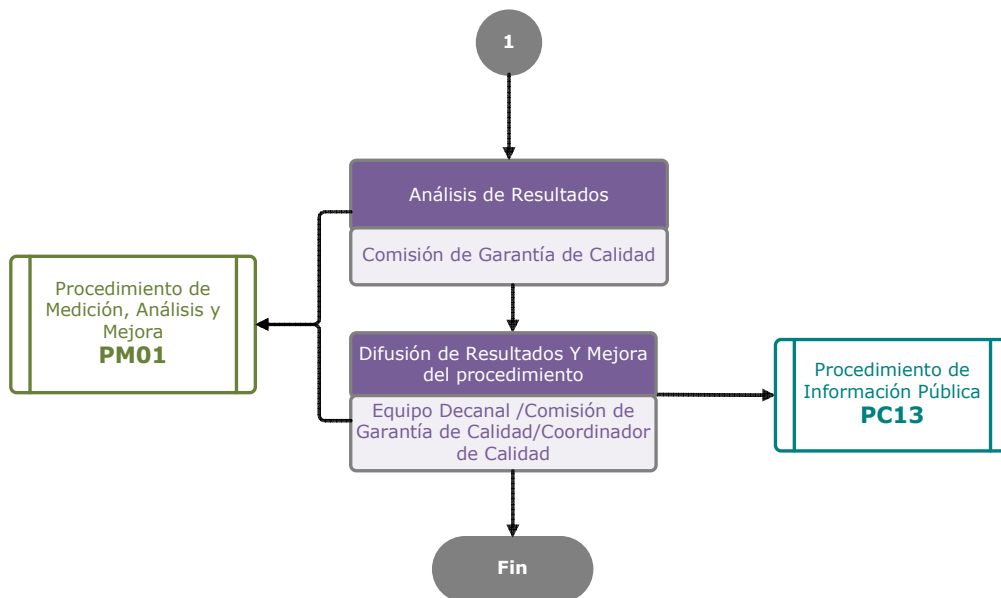 1
Análisis de Resultados
Comisión de Garantía de Calidad
Procedimiento de
Medición, Análisis y
Mejora
PM01
Difusión de Resultados Y Mejora
del procedimiento
Equipo Decanal /Comisión de
Garantía de Calidad/Coordinador
de Calidad
Procedimiento de
Información Pública
PC13
Fin